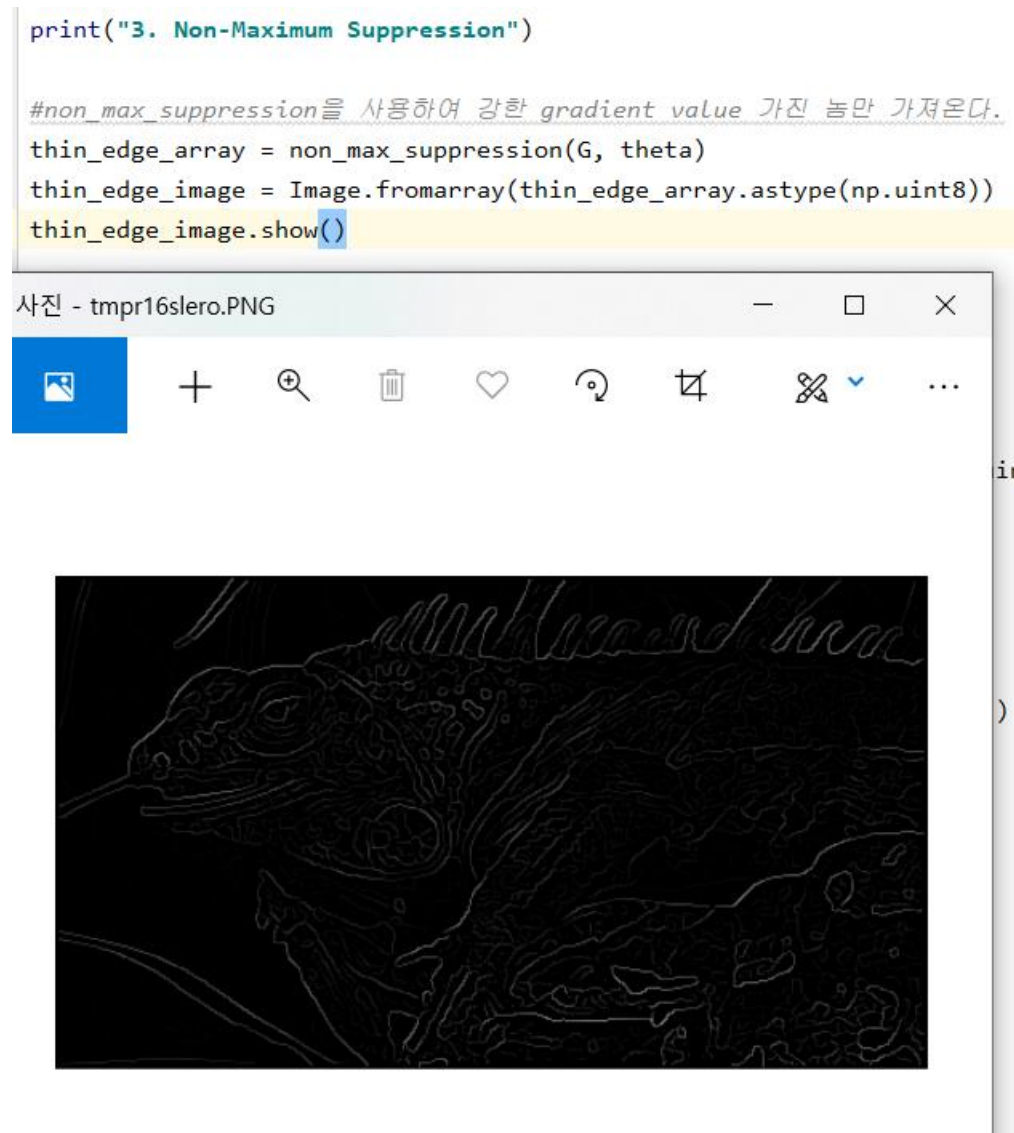 print("3. Non-Maximum Suppression")
#non_max_suppression을 사용하여 강한 gradient value 가진 놈만 가져온다.
thin_edge_array = non_max_suppression(G, theta)
thin_edge_image = Image.fromarray(thin_edge_array.astype(np.uint8))
thin_edge_image.show()
사진 - tmpr16slero.PNG
)